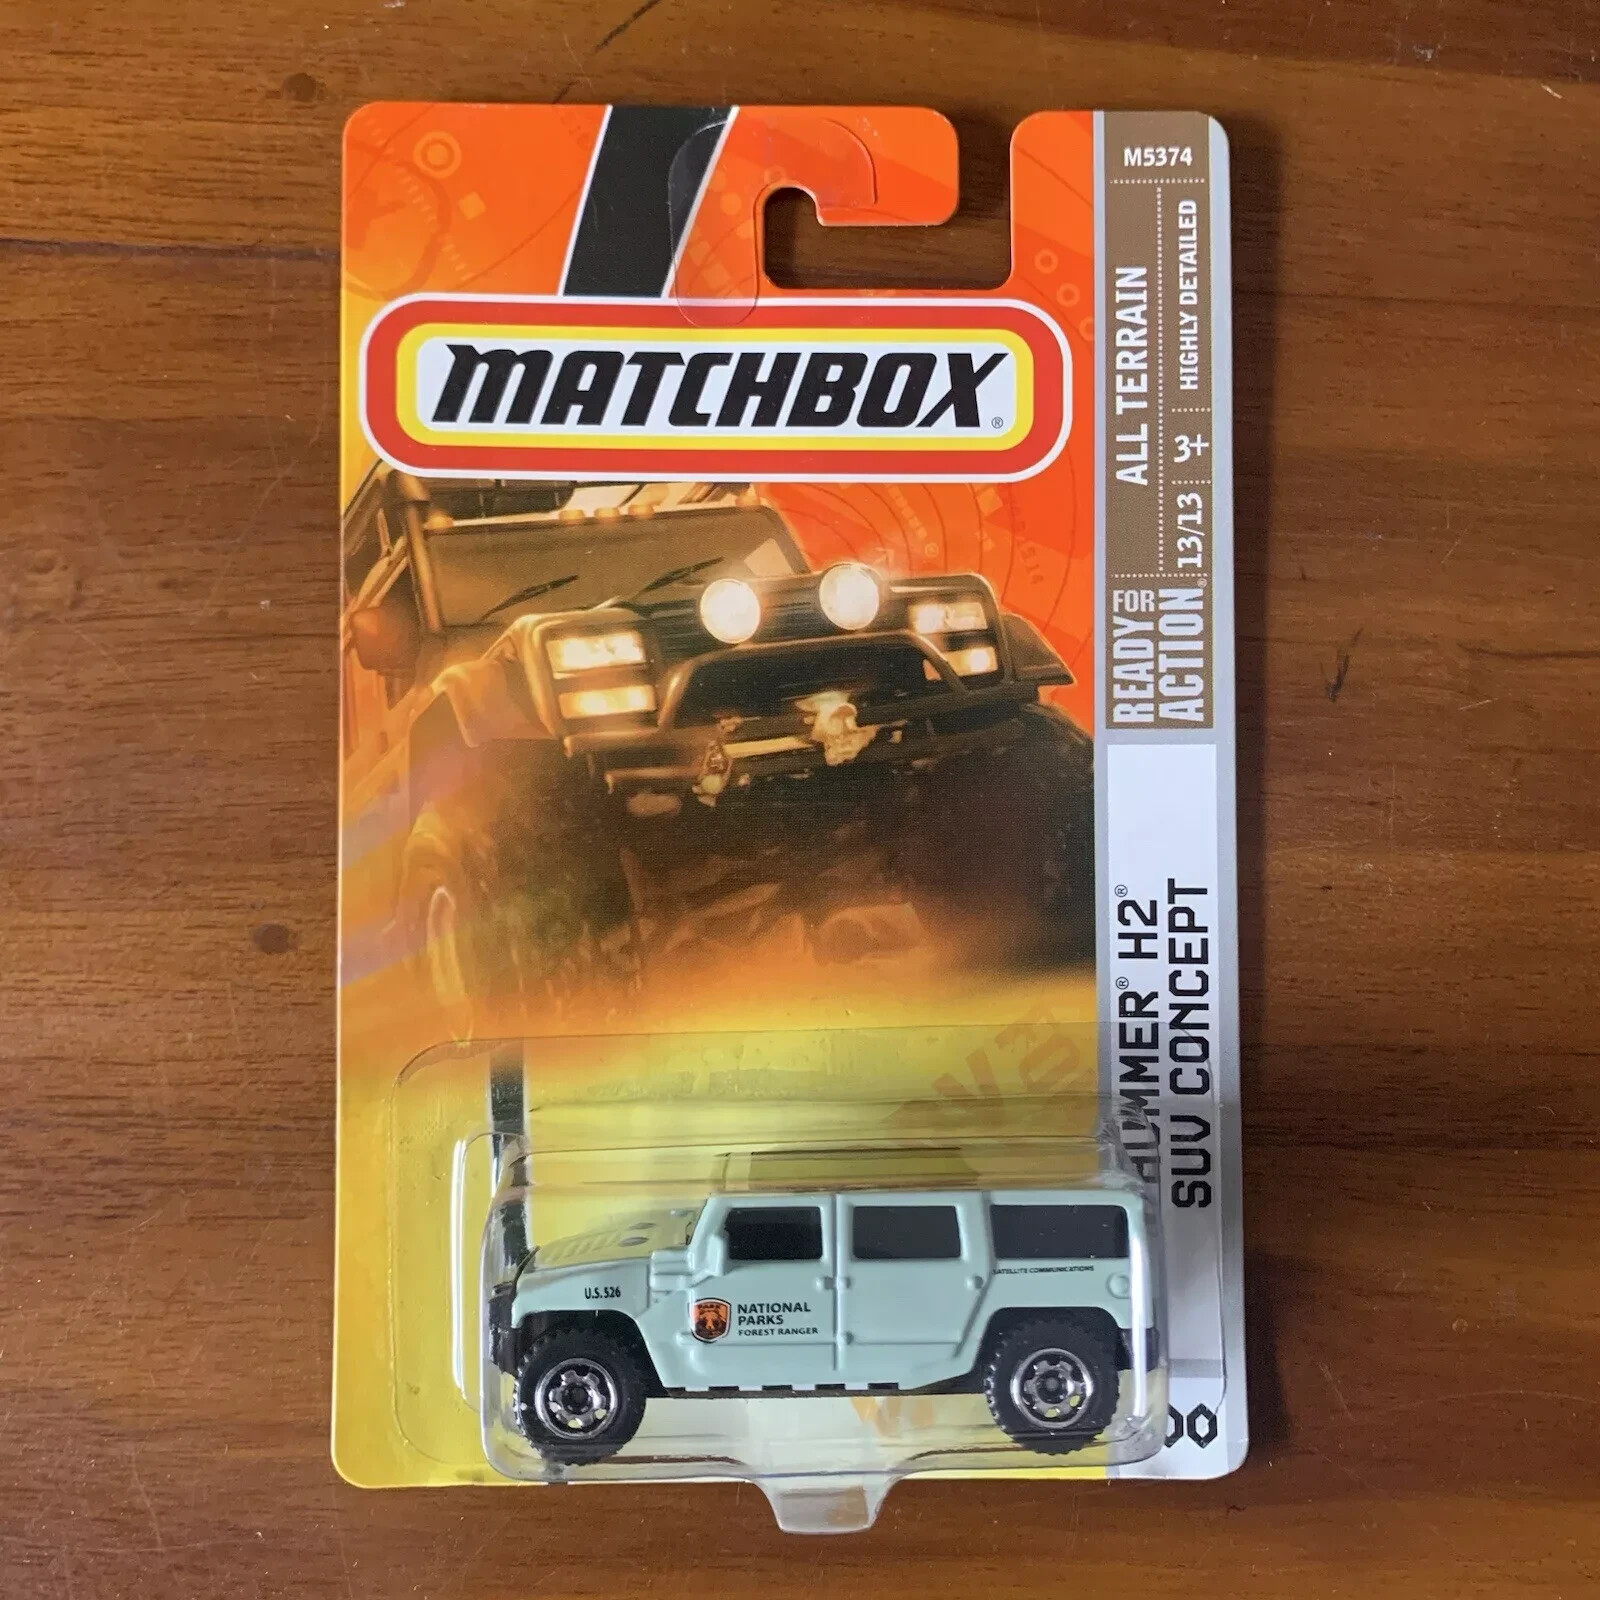 M5374
MATCHBOX®
ALL TERRAIN
HIGHLY DETAILED
3+
13/13
READY FOR
ACTION®
HUMMER® H2®
SUV CONCEPT
U.S. 526
NATIONAL
PARKS
FOREST RANGER
SATELLITE COMMUNICATIONS